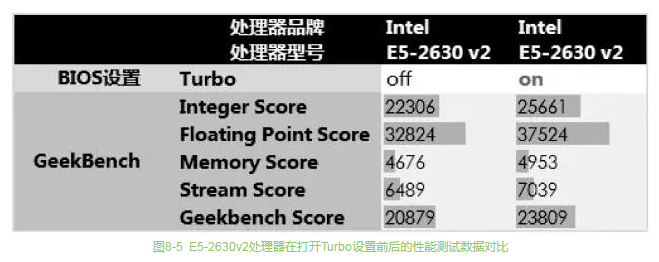 处理器品牌 Intel Intel
处理器型号 E5-2630 v2 E5-2630 v2
BIOS设置 Turbo off on
Integer Score 22306 25661
Floating Point Score 32824 37524
GeekBench Memory Score 4676 4953
Stream Score 6489 7039
Geekbench Score 20879 23809
图8-5 E5-2630v2处理器在打开Turbo设置前后的性能测试数据对比